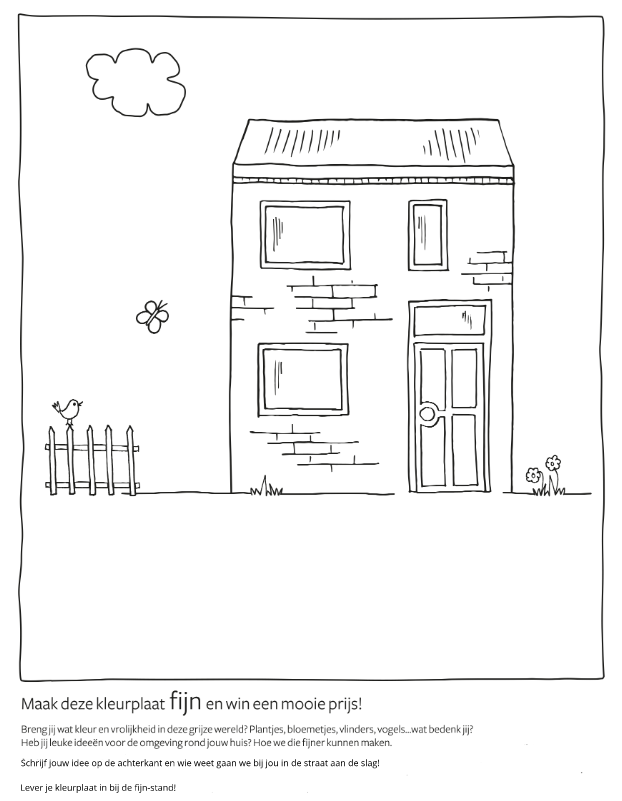 Maak deze kleurplaat fijn en win een mooie prijs!
Breng jij wat kleur en vrolijkheid in deze grijze wereld? Plantjes, bloemetjes, vlinders, vogels...wat bedenk jij?
Heb jij leuke ideeën voor de omgeving rond jouw huis? Hoe we die fijner kunnen maken.
Schrijf jouw idee op de achterkant en wie weet gaan we bij jou in de straat aan de slag!
Lever je kleurplaat in bij de fijn-stand!